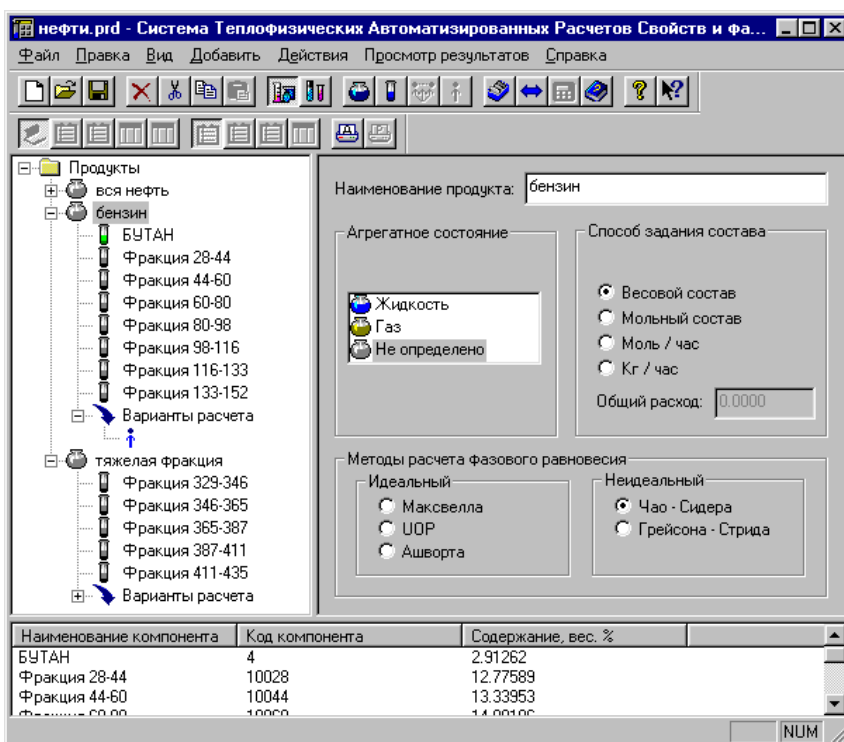 нефти.prd - Система Теплофизических Автоматизированных Расчетов Свойств и фа...
Файл Правка Вид Добавить Действия Просмотр результатов Справка
Продукты
вся нефть
бензин
БУТАН
Фракция 28-44
Фракция 44-60
Фракция 60-80
Фракция 80-98
Фракция 98-116
Фракция 116-133
Фракция 133-152
Варианты расчета
тяжелая фракция
Фракция 329-346
Фракция 346-365
Фракция 365-387
Фракция 387-411
Фракция 411-435
Варианты расчета
Наименование продукта: бензин
Агрегатное состояние
Жидкость
Газ
Не определено
Способ задания состава
Весовой состав
Мольный состав
Моль / час
Кг / час
Общий расход: 0.0000
Методы расчета фазового равновесия
Идеальный
Максвелла
UOP
Ашворта
Неидеальный
Чао - Сидера
Грейсона - Стрида
Наименование компонента Код компонента Содержание, вес. %
БУТАН 4 2.91262
Фракция 28-44 10028 12.77589
Фракция 44-60 10044 13.33953
NUM